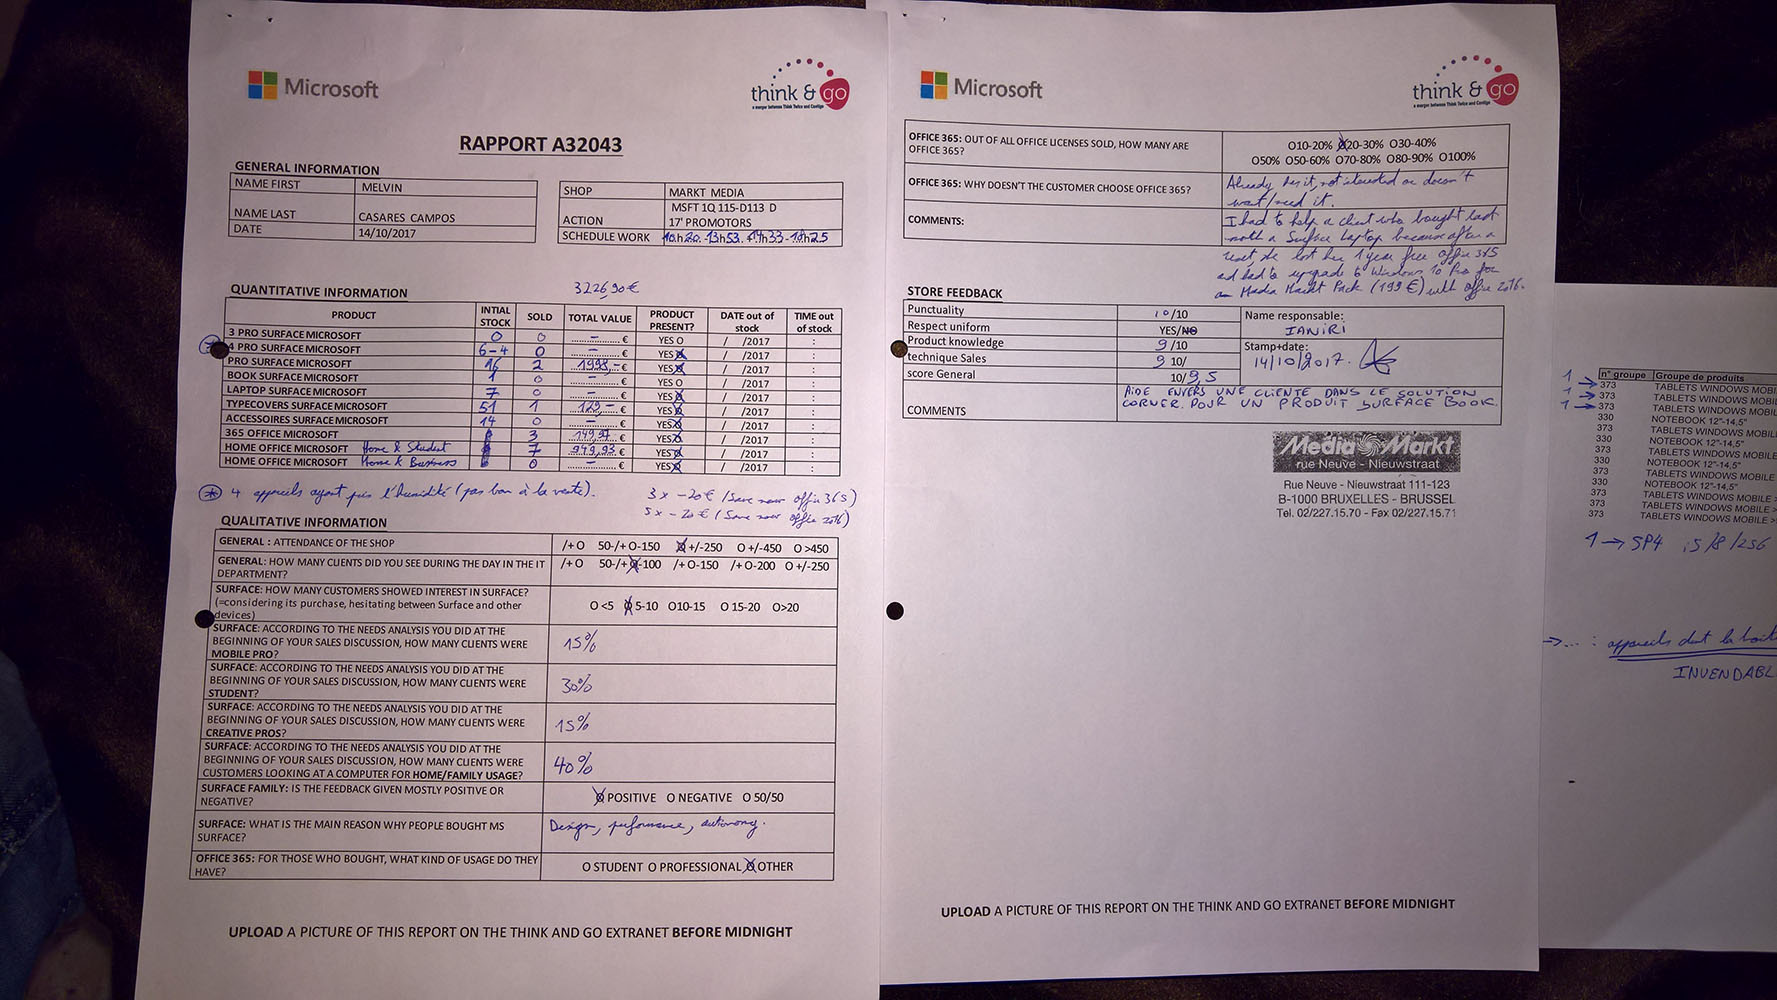 Microsoft
think & go
a merger between Think Twice and Contigo
RAPPORT A32043
GENERAL INFORMATION
NAME FIRST MELVIN
NAME LAST CASARES CAMPOS
DATE 14/10/2017
SHOP MARKT MEDIA
ACTION MSFT 1Q 115-D113 D
17' PROMOTORS
SCHEDULE WORK
QUANTITATIVE INFORMATION 3226,90 €
PRODUCT INTIAL STOCK SOLD TOTAL VALUE PRODUCT PRESENT? DATE out of stock TIME out of stock
3 PRO SURFACE MICROSOFT 0 0 - € YES O / /2017 :
4 PRO SURFACE MICROSOFT 6-4 0 - € YES / /2017 :
PRO SURFACE MICROSOFT 16 2 1998,- € YES / /2017 :
BOOK SURFACE MICROSOFT 1 0 - € YES O / /2017 :
LAPTOP SURFACE MICROSOFT 7 0 - € YES / /2017 :
TYPECOVERS SURFACE MICROSOFT 51 1 129,- € YES / /2017 :
ACCESSOIRES SURFACE MICROSOFT 14 0 - € YES / /2017 :
365 OFFICE MICROSOFT 3 149,97 € YES / /2017 :
HOME OFFICE MICROSOFT Home & Student 7 949,93 € YES / /2017 :
HOME OFFICE MICROSOFT Home & Business 0 - € YES / /2017 :
* 4 appareils ayant pris l'humidité (pas bon à la vente).
3 x -20€ (Save now office 365)
5 x -20€ (Save now office 2016)
QUALITATIVE INFORMATION
GENERAL : ATTENDANCE OF THE SHOP /+ O 50-/+ O-150 O +/-250 O +/-450 O >450
GENERAL: HOW MANY CLIENTS DID YOU SEE DURING THE DAY IN THE IT DEPARTMENT? /+ O 50-/+ O-100 /+ O-150 /+ O-200 O +/-250
SURFACE: HOW MANY CUSTOMERS SHOWED INTEREST IN SURFACE?
(=considering its purchase, hesitating between Surface and other devices) O <5 O 5-10 O10-15 O 15-20 O>20
SURFACE: ACCORDING TO THE NEEDS ANALYSIS YOU DID AT THE
BEGINNING OF YOUR SALES DISCUSSION, HOW MANY CLIENTS WERE
MOBILE PRO? 15%
SURFACE: ACCORDING TO THE NEEDS ANALYSIS YOU DID AT THE
BEGINNING OF YOUR SALES DISCUSSION, HOW MANY CLIENTS WERE
STUDENT? 30%
SURFACE: ACCORDING TO THE NEEDS ANALYSIS YOU DID AT THE
BEGINNING OF YOUR SALES DISCUSSION, HOW MANY CLIENTS WERE
CREATIVE PROS? 15%
SURFACE: ACCORDING TO THE NEEDS ANALYSIS YOU DID AT THE
BEGINNING OF YOUR SALES DISCUSSION, HOW MANY CLIENTS WERE
CUSTOMERS LOOKING AT A COMPUTER FOR HOME/FAMILY USAGE? 40%
SURFACE FAMILY: IS THE FEEDBACK GIVEN MOSTLY POSITIVE OR
NEGATIVE? O POSITIVE O NEGATIVE O 50/50
SURFACE: WHAT IS THE MAIN REASON WHY PEOPLE BOUGHT MS
SURFACE? Design, performance, autonomy.
OFFICE 365: FOR THOSE WHO BOUGHT, WHAT KIND OF USAGE DO THEY
HAVE? O STUDENT O PROFESSIONAL O OTHER
UPLOAD A PICTURE OF THIS REPORT ON THE THINK AND GO EXTRANET BEFORE MIDNIGHT
Microsoft
think & go
a merger between Think Twice and Contigo
OFFICE 365: OUT OF ALL OFFICE LICENSES SOLD, HOW MANY ARE
OFFICE 365?
O10-20% O20-30% O30-40%
O50% O50-60% O70-80% O80-90% O100%
OFFICE 365: WHY DOESN'T THE CUSTOMER CHOOSE OFFICE 365?
Already has it, not interested or doesn't
want/need it.
COMMENTS:
I had to help a client who bought last
month a Surface Laptop because after a
reset, she lost her 1 year free office 365
and had to upgrade to Windows 10 Pro for
Media Markt Pack (199 €) with office 2016.
STORE FEEDBACK
Punctuality 10/10
Respect uniform YES/NO
Product knowledge 9/10
technique Sales 9 10/
score General 10/9,5
Name responsable:
IANIRI
Stamp+date:
14/10/2017.
COMMENTS AIDE ENVERS UNE CLIENTE DANS LE SOLUTION
CORNER. POUR UN PRODUIT SURFACE BOOK.
Media Markt
rue Neuve - Nieuwstraat
Rue Neuve - Nieuwstraat 111-123
B-1000 BRUXELLES - BRUSSEL
Tel. 02/227.15.70 - Fax 02/227.15.71
UPLOAD A PICTURE OF THIS REPORT ON THE THINK AND GO EXTRANET BEFORE MIDNIGHT
n° groupe Groupe de produits
1 → 373 TABLETS WINDOWS MOBI
1 → 373 TABLETS WINDOWS MOBI
1 → 373 TABLETS WINDOWS MOBIL
330 NOTEBOOK 12"-14,5"
373 TABLETS WINDOWS MOBIL
330 NOTEBOOK 12"-14,5"
373 TABLETS WINDOWS MOBILE
330 NOTEBOOK 12"-14,5"
373 TABLETS WINDOWS MOBILE
330 NOTEBOOK 12"-14,5"
373 TABLETS WINDOWS MOBILE >
373 TABLETS WINDOWS MOBILE >
373 TABLETS WINDOWS MOBILE >
1 → SP4 i5/8/256
→ ... : appareils dont la boite
INVENDABL